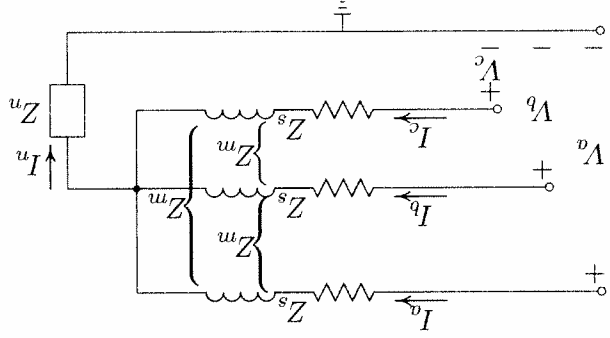 I_a Z_s
+
Z_m
I_b Z_s
Z_m
+
V_a
I_n
Z_m
I_c Z_s
V_b
Z_n
+
V_c
− − −